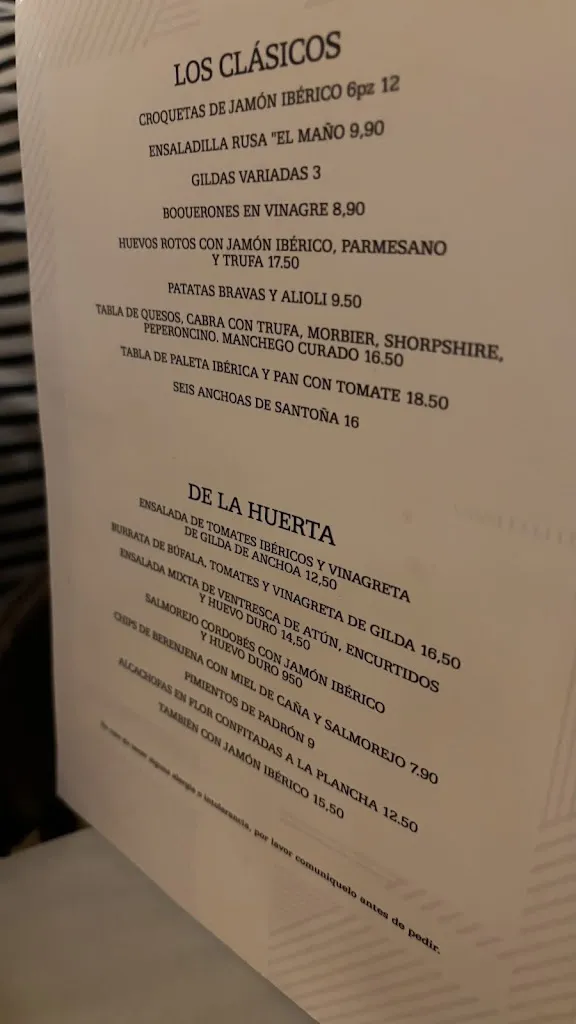 LOS CLÁSICOS
CROQUETAS DE JAMÓN IBÉRICO 6pz 12
ENSALADILLA RUSA "EL MAÑO 9,90
GILDAS VARIADAS 3
BOQUERONES EN VINAGRE 8,90
HUEVOS ROTOS CON JAMÓN IBÉRICO, PARMESANO
Y TRUFA 17.50
PATATAS BRAVAS Y ALIOLI 9.50
TABLA DE QUESOS, CABRA CON TRUFA, MORBIER, SHORPSHIRE,
PEPERONCINO. MANCHEGO CURADO 16.50
TABLA DE PALETA IBÉRICA Y PAN CON TOMATE 18.50
SEIS ANCHOAS DE SANTOÑA 16
DE LA HUERTA
ENSALADA DE TOMATES IBÉRICOS Y VINAGRETA
DE GILDA DE ANCHOA 12,50
BURRATA DE BÚFALA, TOMATES Y VINAGRETA DE GILDA 16,50
ENSALADA MIXTA DE VENTRESCA DE ATÚN, ENCURTIDOS
Y HUEVO DURO 14,50
SALMOREJO CORDOBÉS CON JAMÓN IBÉRICO
Y HUEVO DURO 950
CHIPS DE BERENJENA CON MIEL DE CAÑA Y SALMOREJO 7.90
PIMIENTOS DE PADRÓN 9
ALCACHOFAS EN FLOR CONFITADAS A LA PLANCHA 12.50
TAMBIÉN CON JAMÓN IBÉRICO 15,50
En caso de tener alguna alergia o intolerancia, por favor comuníquelo antes de pedir.